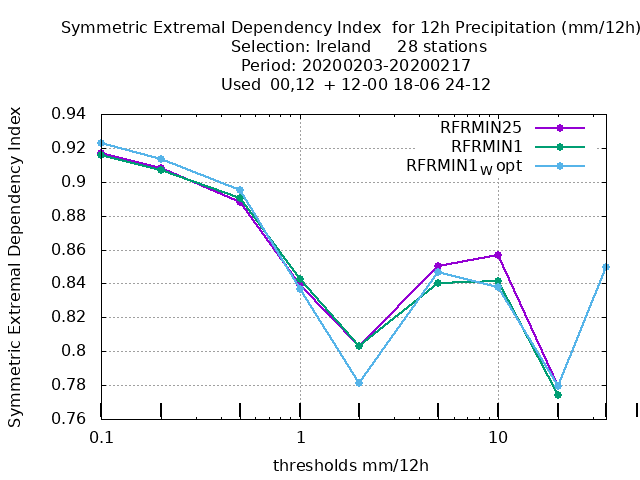 Symmetric Extremal Dependency Index  for 12h Precipitation (mm/12h)
Selection: Ireland     28 stations
Period: 20200203-20200217
Used  00,12  + 12-00 18-06 24-12
Symmetric Extremal Dependency Index
0.94
0.92
0.9
0.88
0.86
0.84
0.82
0.8
0.78
0.76
RFRMIN25
RFRMIN1
RFRMIN1W opt
0.1
1
10
thresholds mm/12h